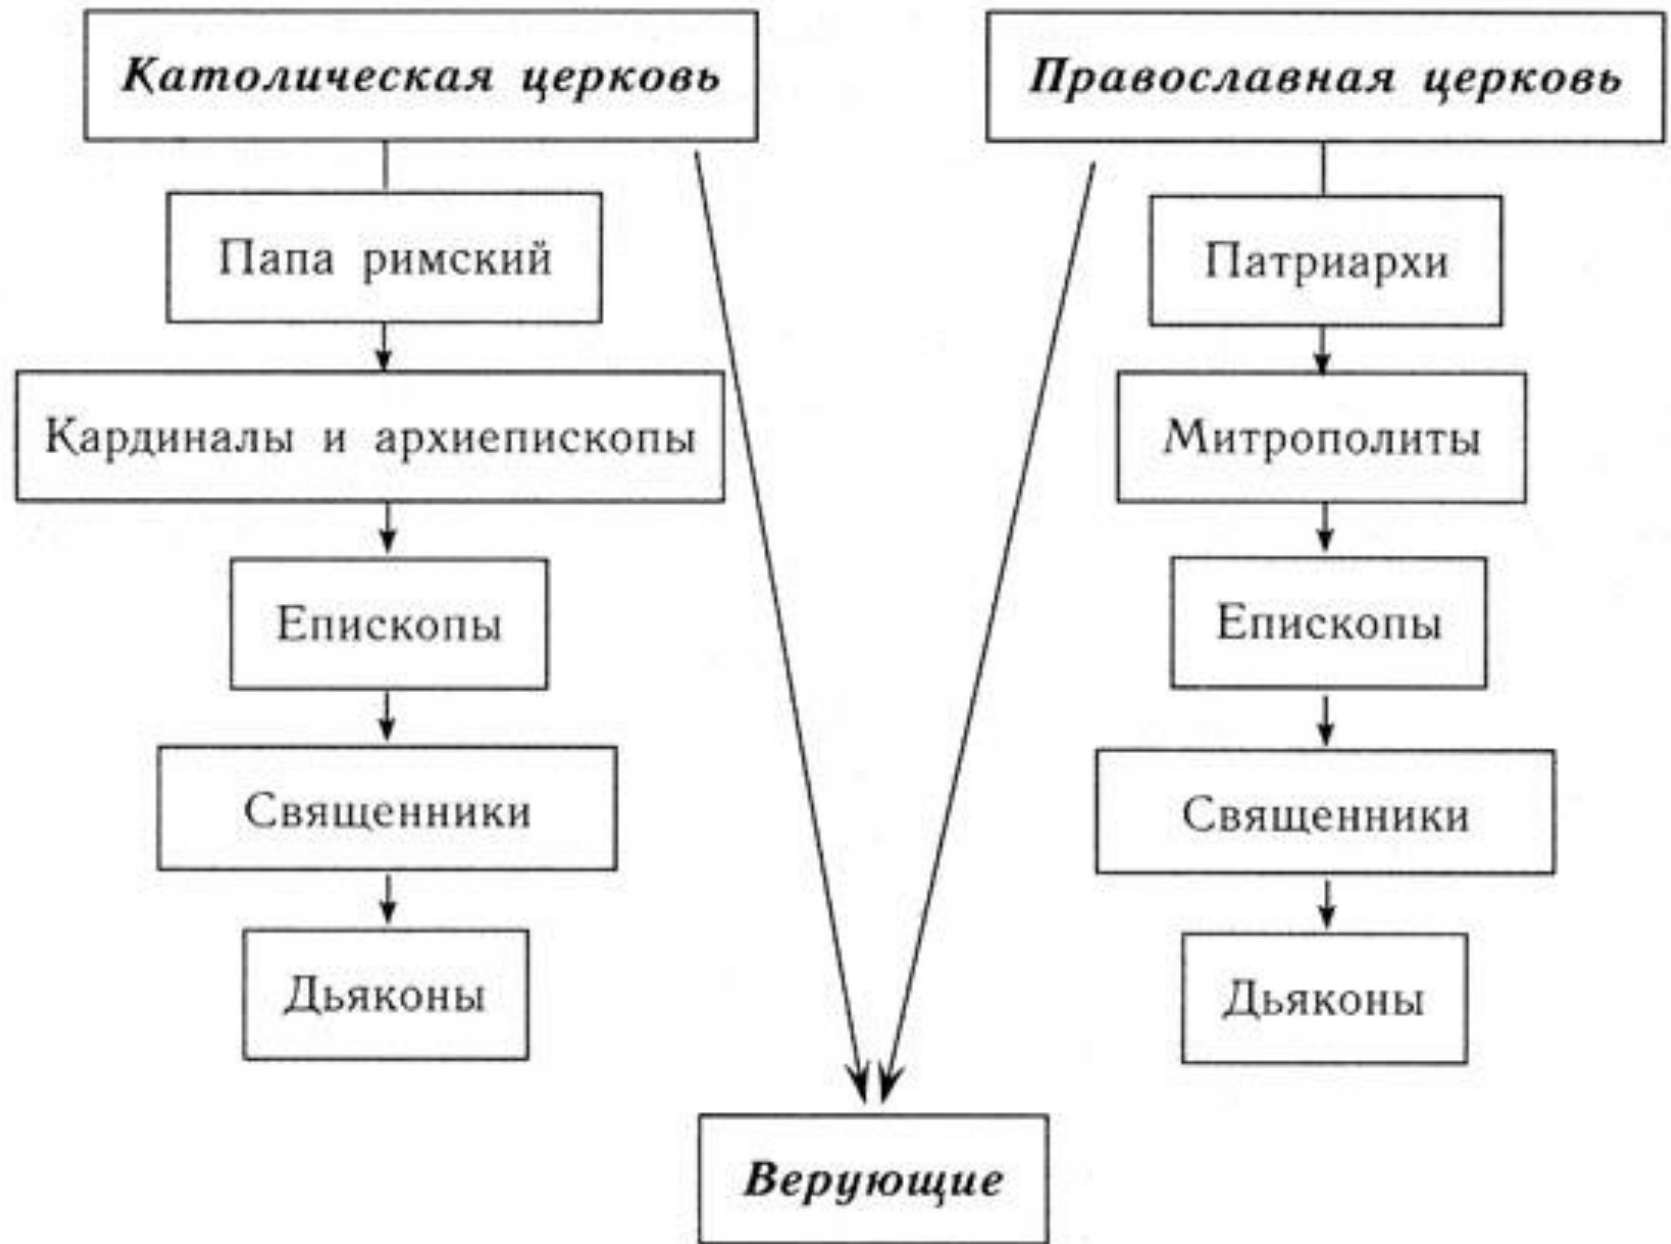 Католическая церковь
Православная церковь
Папа римский
Патриархи
Кардиналы и архиепископы
Митрополиты
Епископы
Епископы
Священники
Священники
Дьяконы
Дьяконы
Верующие